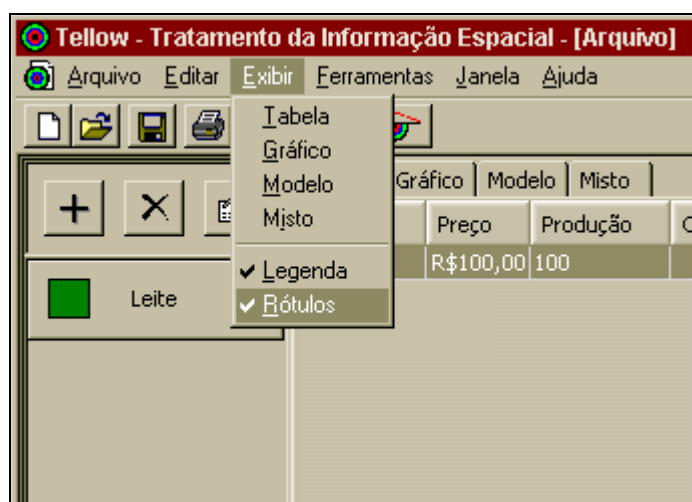 Tellow - Tratamento da Informação Espacial - [Arquivo]
Arquivo Editar Exibir Ferramentas Janela Ajuda
Tabela
Gráfico
Modelo
Misto
Legenda
Rótulos
Gráfico Modelo Misto
Preço Produção
R$100,00 100
Leite